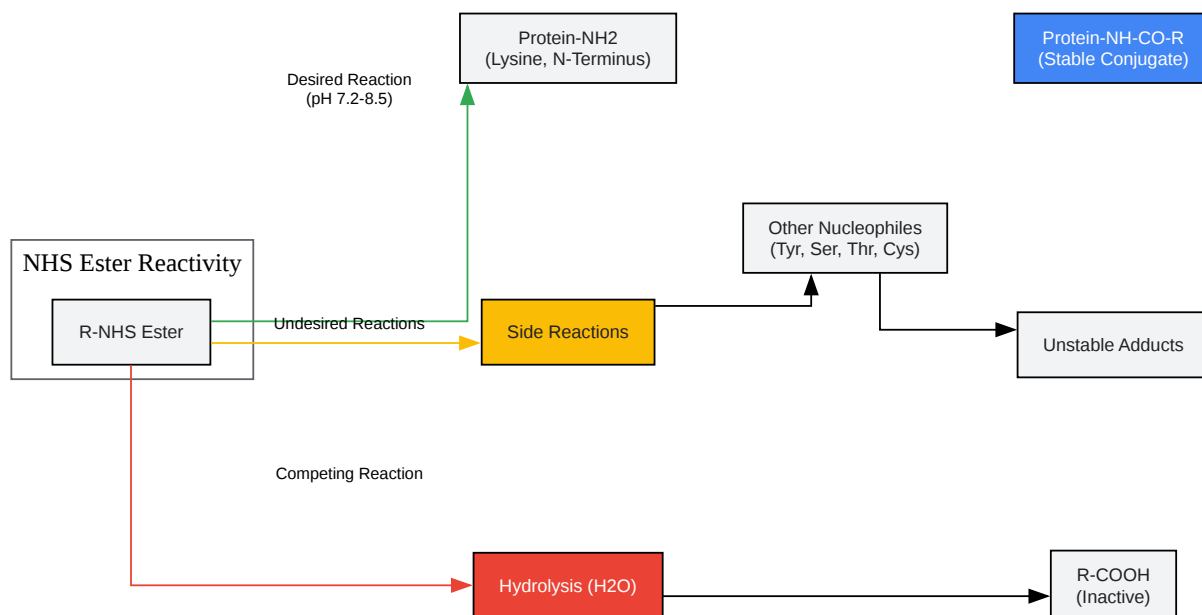 Protein-NH2
(Lysine, N-Terminus)
Protein-NH-CO-R
(Stable Conjugate)
Desired Reaction
(pH 7.2-8.5)
Other Nucleophiles
(Tyr, Ser, Thr, Cys)
NHS Ester Reactivity
R-NHS Ester
Undesired Reactions
Side Reactions
Unstable Adducts
Competing Reaction
Hydrolysis (H2O)
R-COOH
(Inactive)